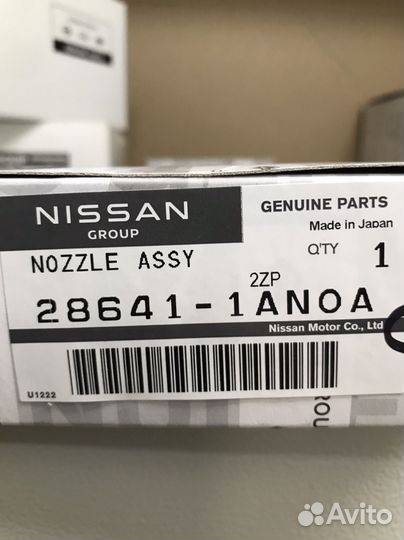 NISSAN
GROUP
GENUINE PARTS
Made in Japan
NOZZLE ASSY
Q'TY 1
2ZP
28641-1AN0A
Nissan Motor Co., Ltd
U1222
Avito